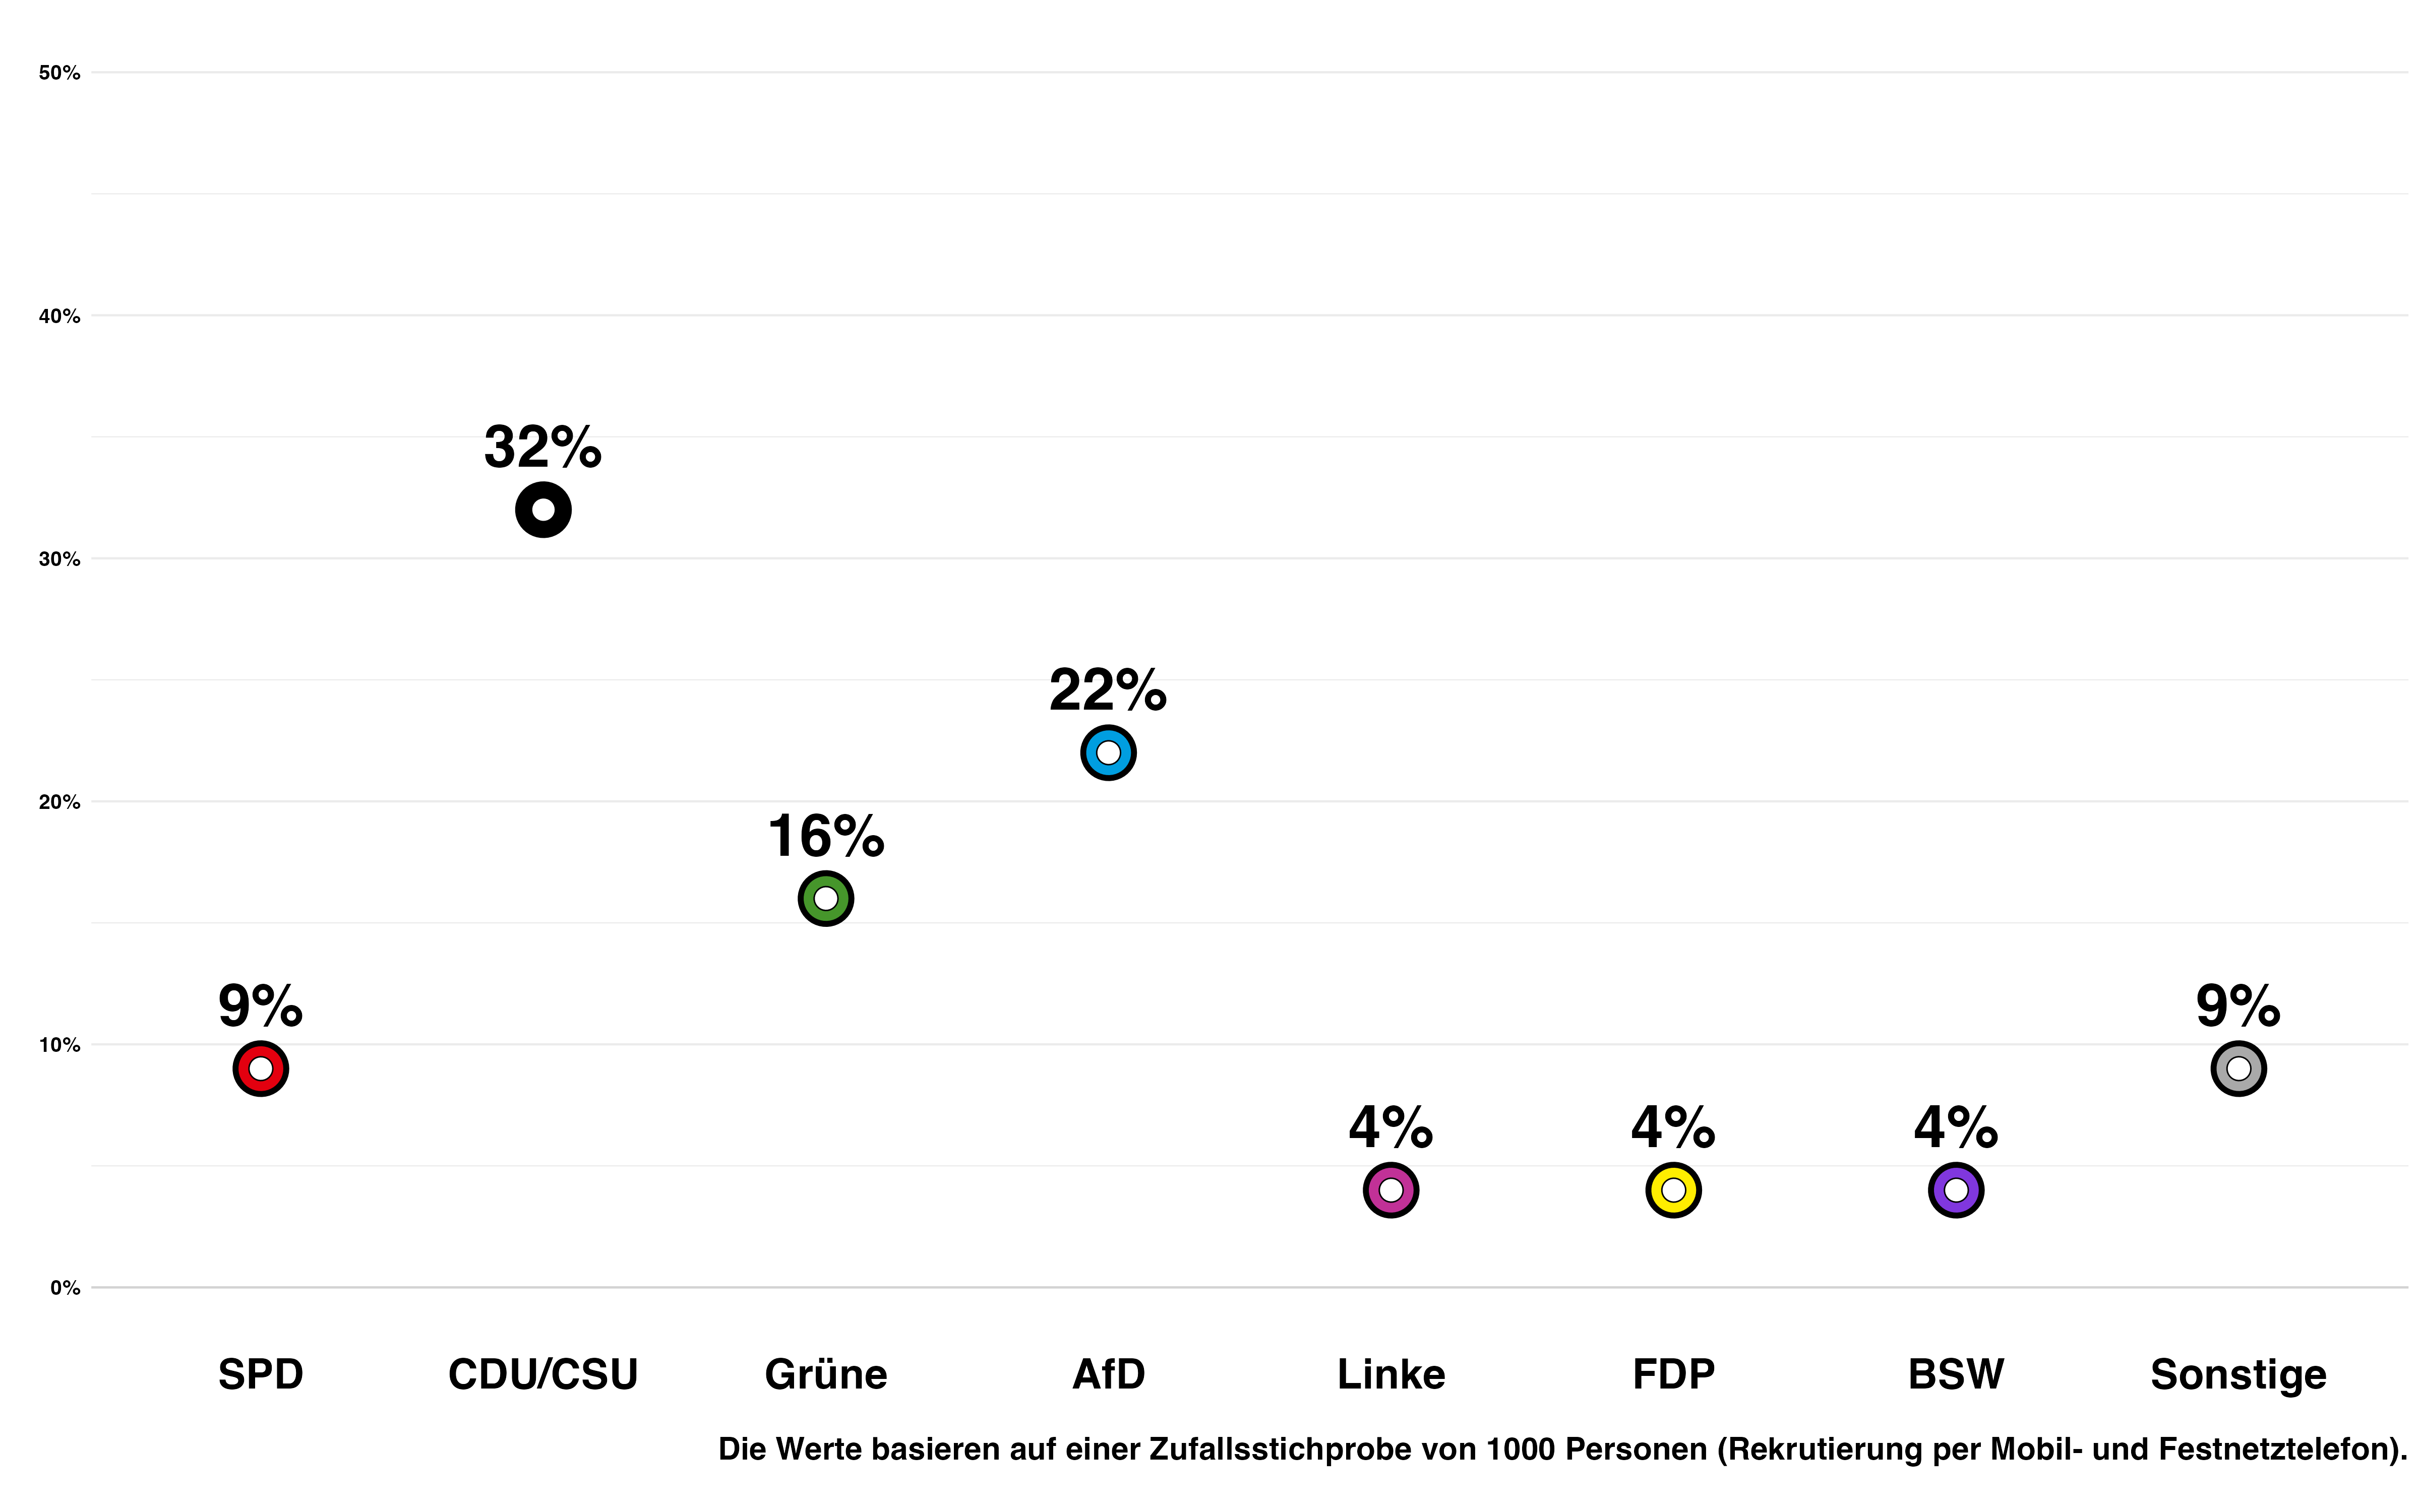 50%
40%
32%
30%
22%
20%
16%
9%
9%
10%
4%
4%
4%
0%
SPD
CDU/CSU
Grüne
AfD
Linke
FDP
BSW
Sonstige
Die Werte basieren auf einer Zufallsstichprobe von 1000 Personen (Rekrutierung per Mobil- und Festnetztelefon).